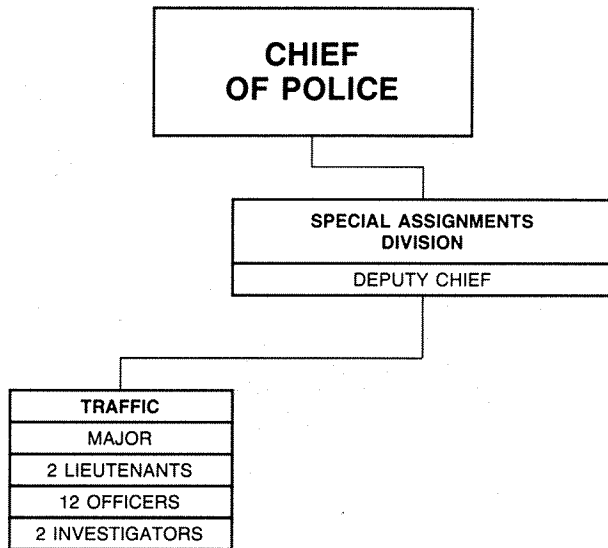 CHIEF
OF POLICE
SPECIAL ASSIGNMENTS
DIVISION
DEPUTY CHIEF
TRAFFIC
MAJOR
2 LIEUTENANTS
12 OFFICERS
2 INVESTIGATORS